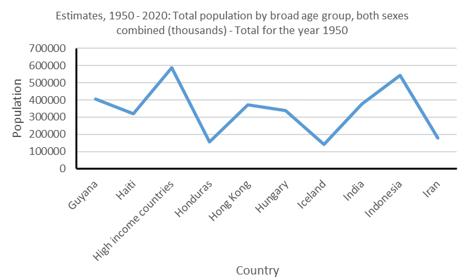 Estimates, 1950 - 2020: Total population by broad age group, both sexes
combined (thousands) - Total for the year 1950
Population
700000
600000
500000
400000
300000
200000
100000
0
Guyana
Haiti
High income countries
Honduras
Hong Kong
Hungary
Iceland
India
Indonesia
Iran
Country